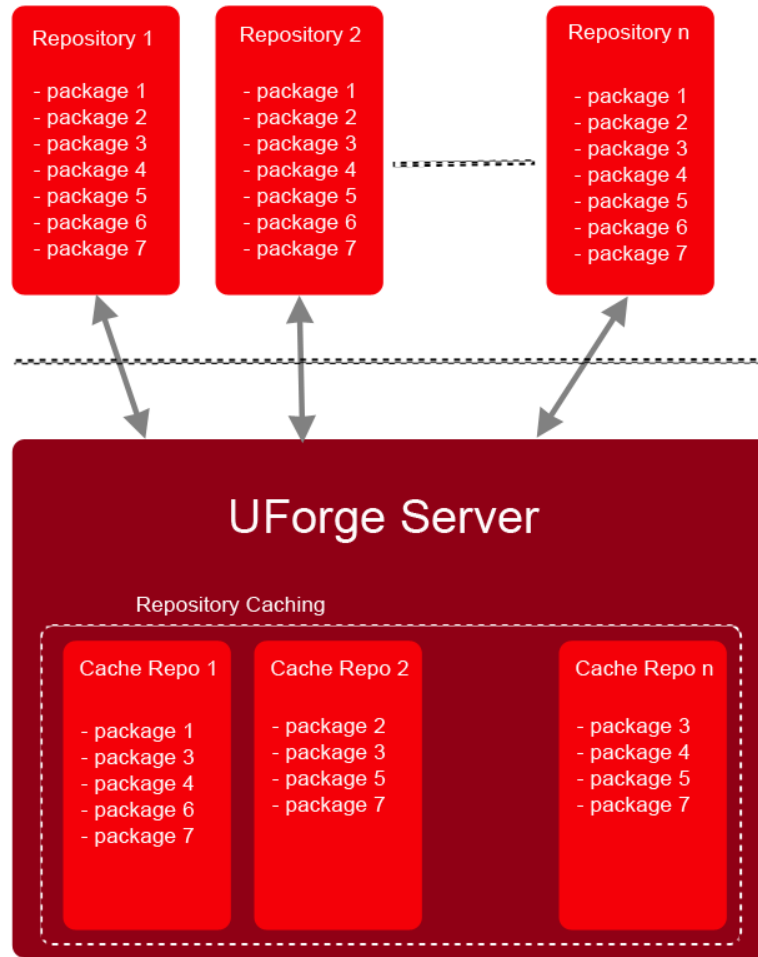 Repository 1
- package 1
- package 2
- package 3
- package 4
- package 5
- package 6
- package 7
Repository 2
- package 1
- package 2
- package 3
- package 4
- package 5
- package 6
- package 7
Repository n
- package 1
- package 2
- package 3
- package 4
- package 5
- package 6
- package 7
UForge Server
Repository Caching
Cache Repo 1
- package 1
- package 3
- package 4
- package 6
- package 7
Cache Repo 2
- package 2
- package 3
- package 5
- package 7
Cache Repo n
- package 3
- package 4
- package 5
- package 7